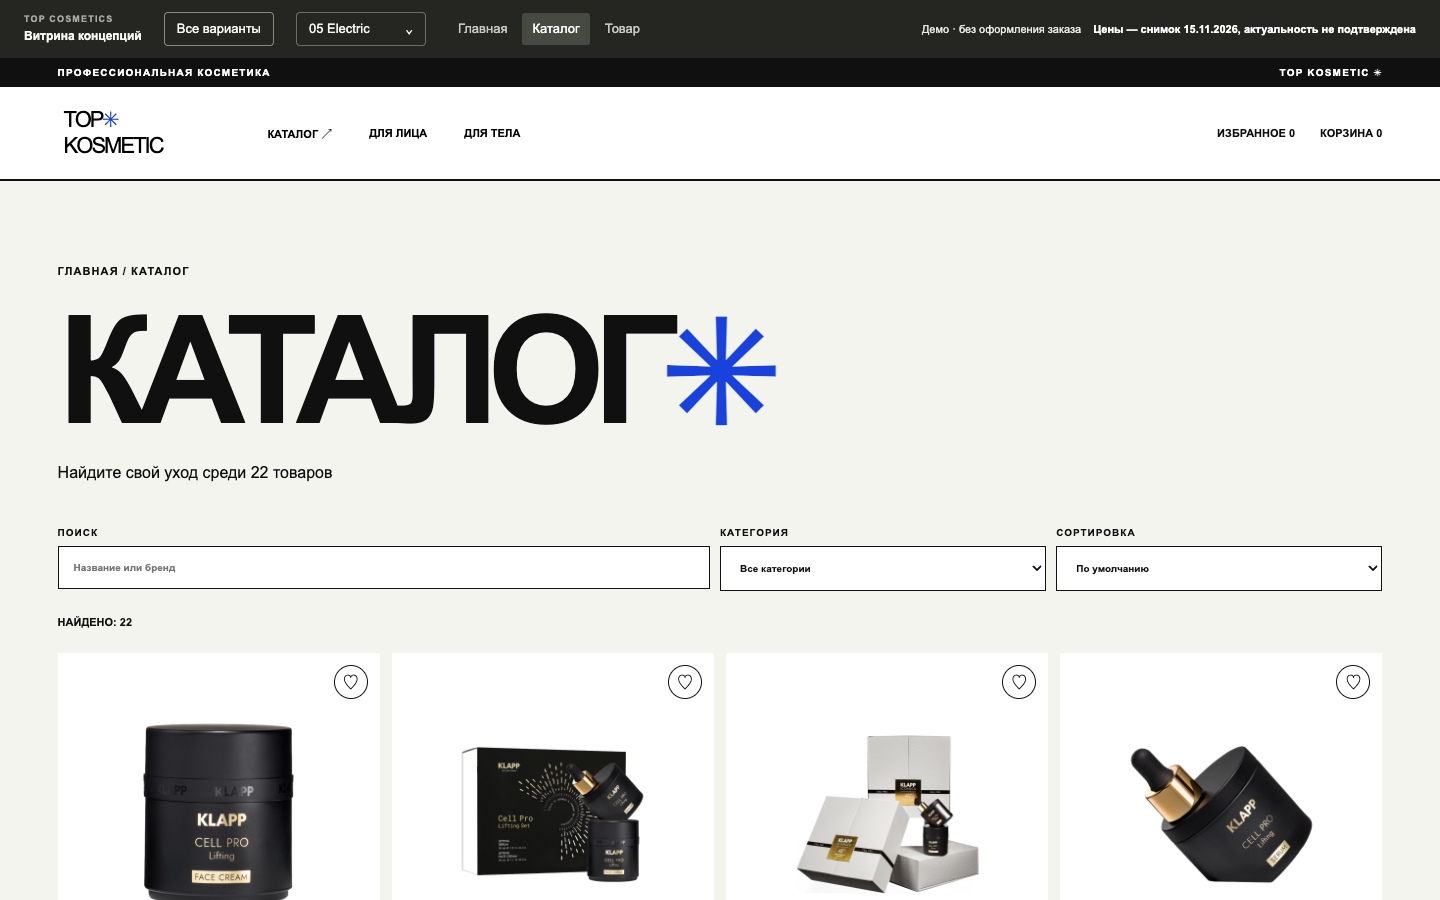 TOP COSMETICS
Витрина концепций
Все варианты
05 Electric
Главная
Каталог
Товар
Демо · без оформления заказа
Цены — снимок 15.11.2026, актуальность не подтверждена
ПРОФЕССИОНАЛЬНАЯ КОСМЕТИКА
TOP KOSMETIC ✳
TOP✳
KOSMETIC
КАТАЛОГ ↗
ДЛЯ ЛИЦА
ДЛЯ ТЕЛА
ИЗБРАННОЕ 0
КОРЗИНА 0
ГЛАВНАЯ / КАТАЛОГ
КАТАЛОГ✳
Найдите свой уход среди 22 товаров
ПОИСК
Название или бренд
КАТЕГОРИЯ
Все категории
СОРТИРОВКА
По умолчанию
НАЙДЕНО: 22
KLAPP
KLAPP
CELL PRO
Lifting
FACE CREAM
KLAPP
Cell Pro
Lifting Set
KLAPP
KLAPP
KLAPP
CELL PRO
Lifting
SERUM